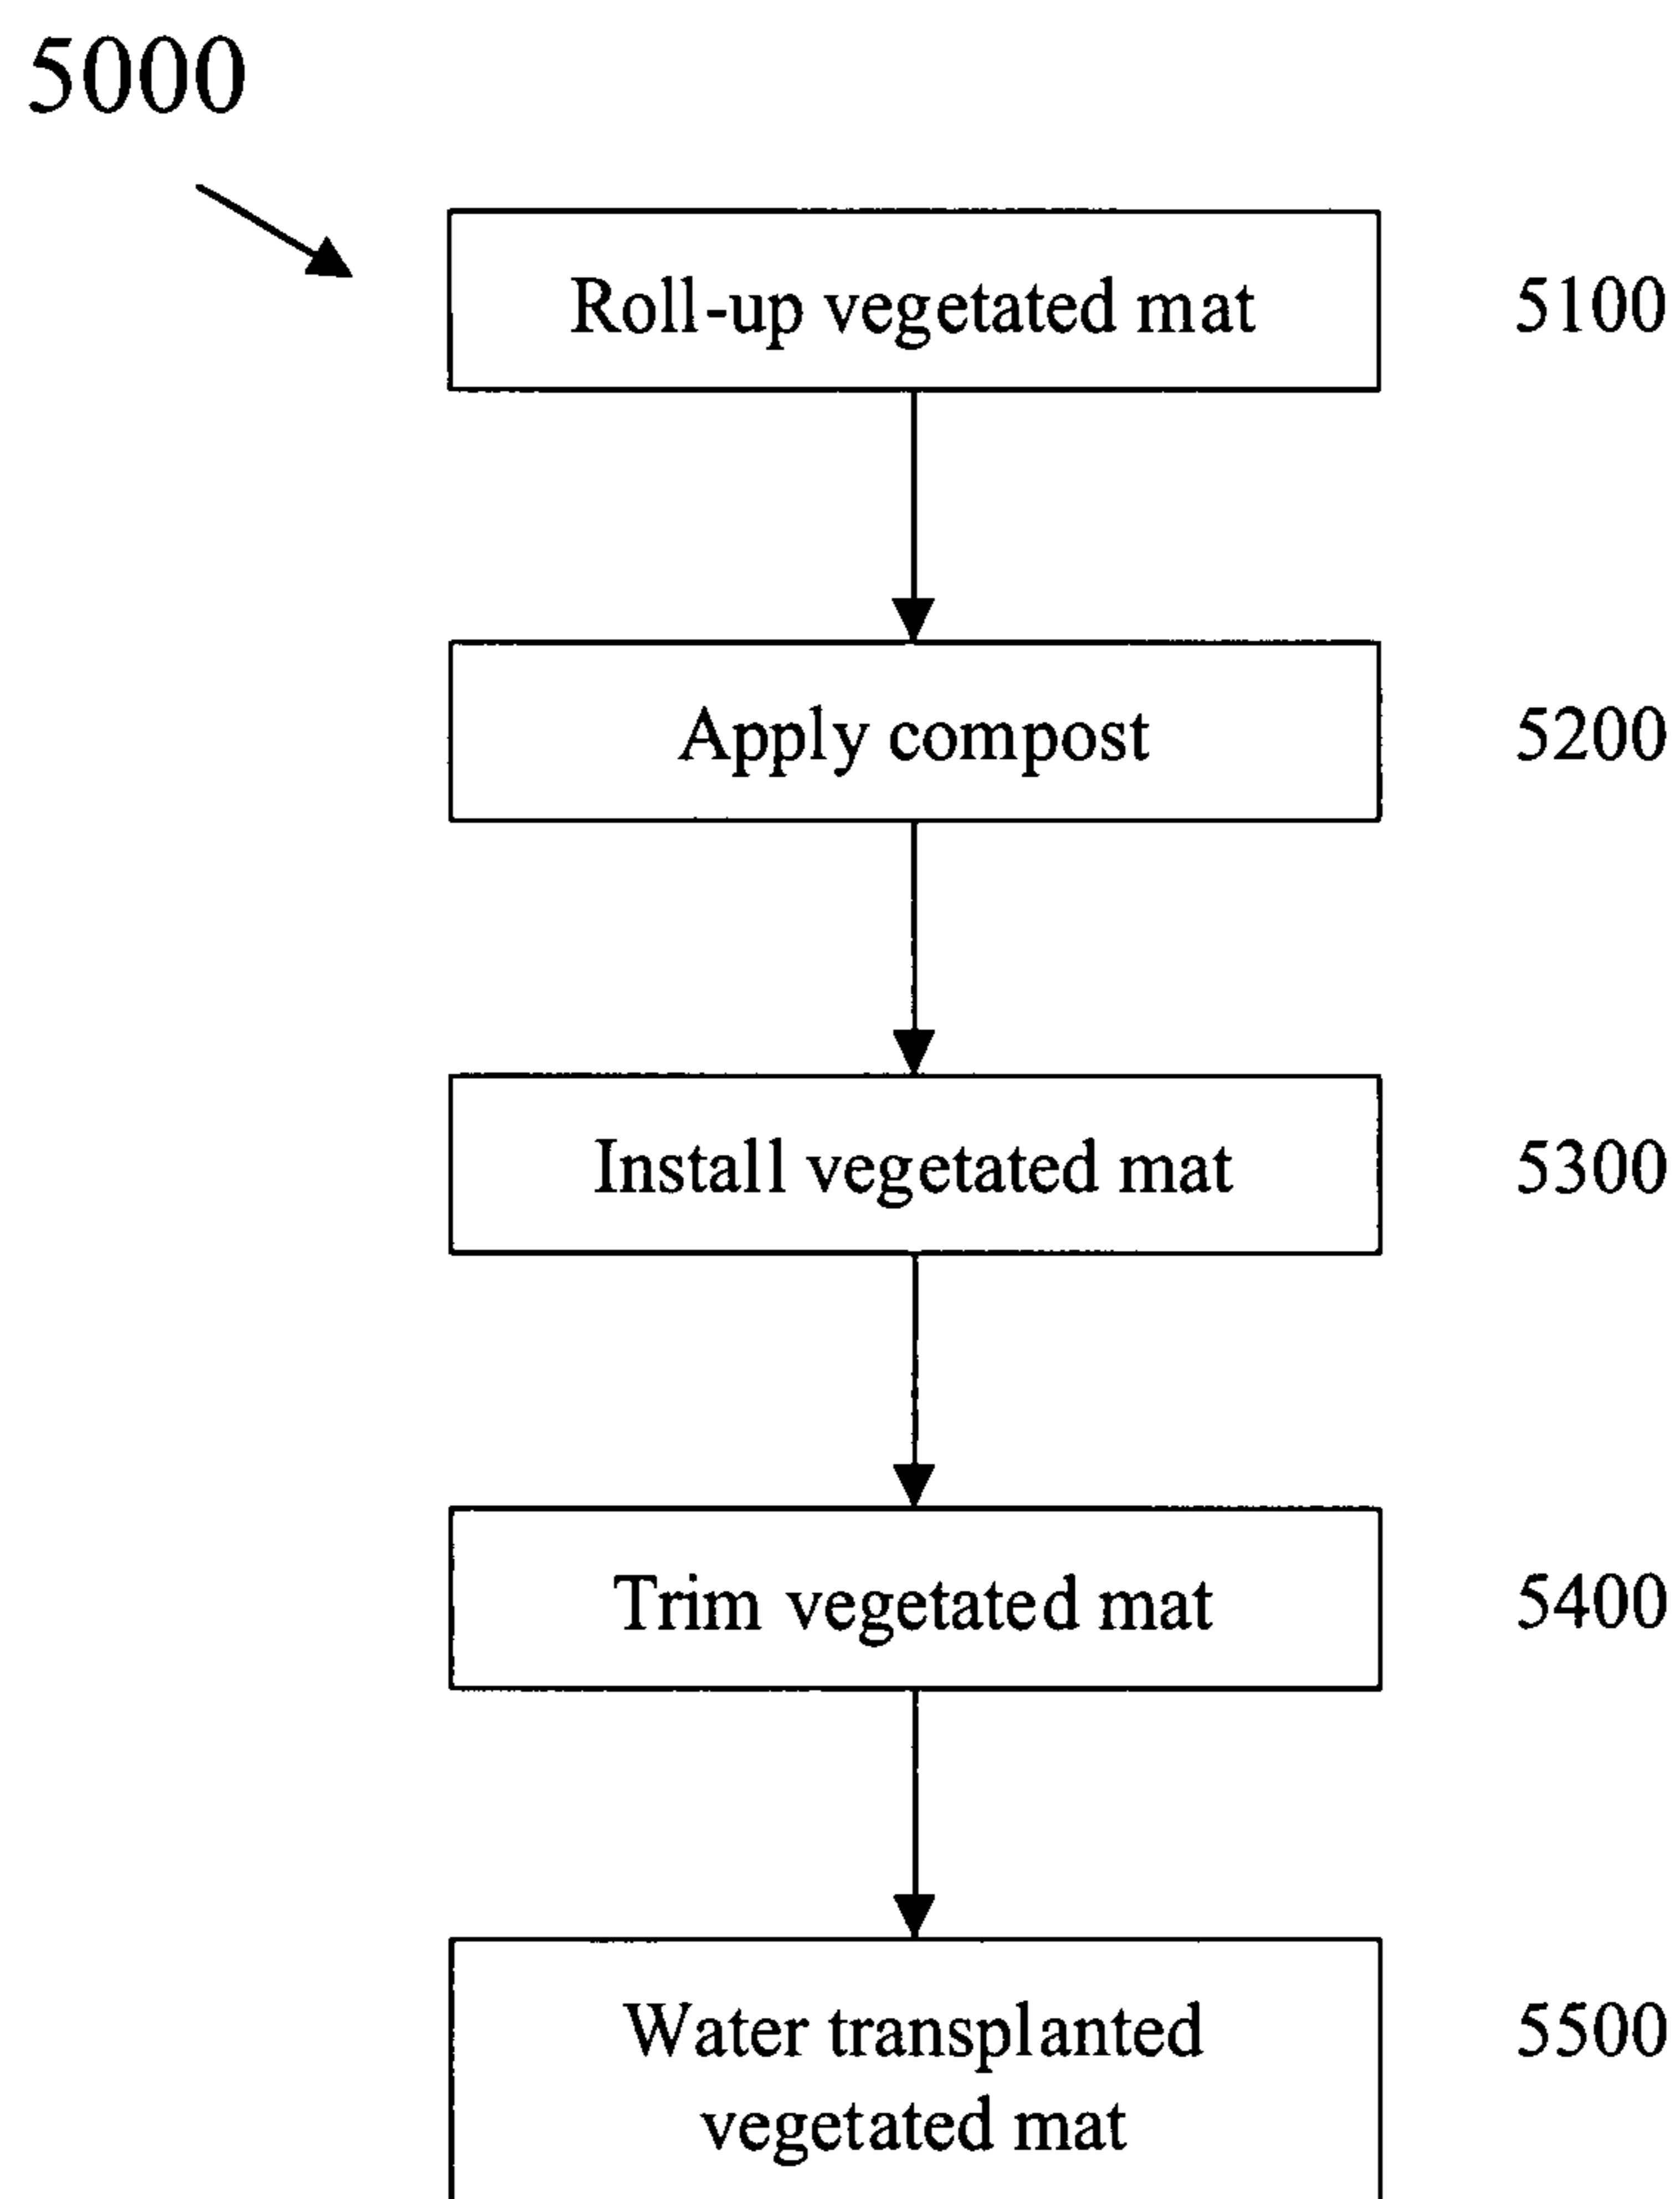 5000
Roll-up vegetated mat 5100
Apply compost 5200
Install vegetated mat 5300
Trim vegetated mat 5400
Water transplanted 5500
vegetated mat